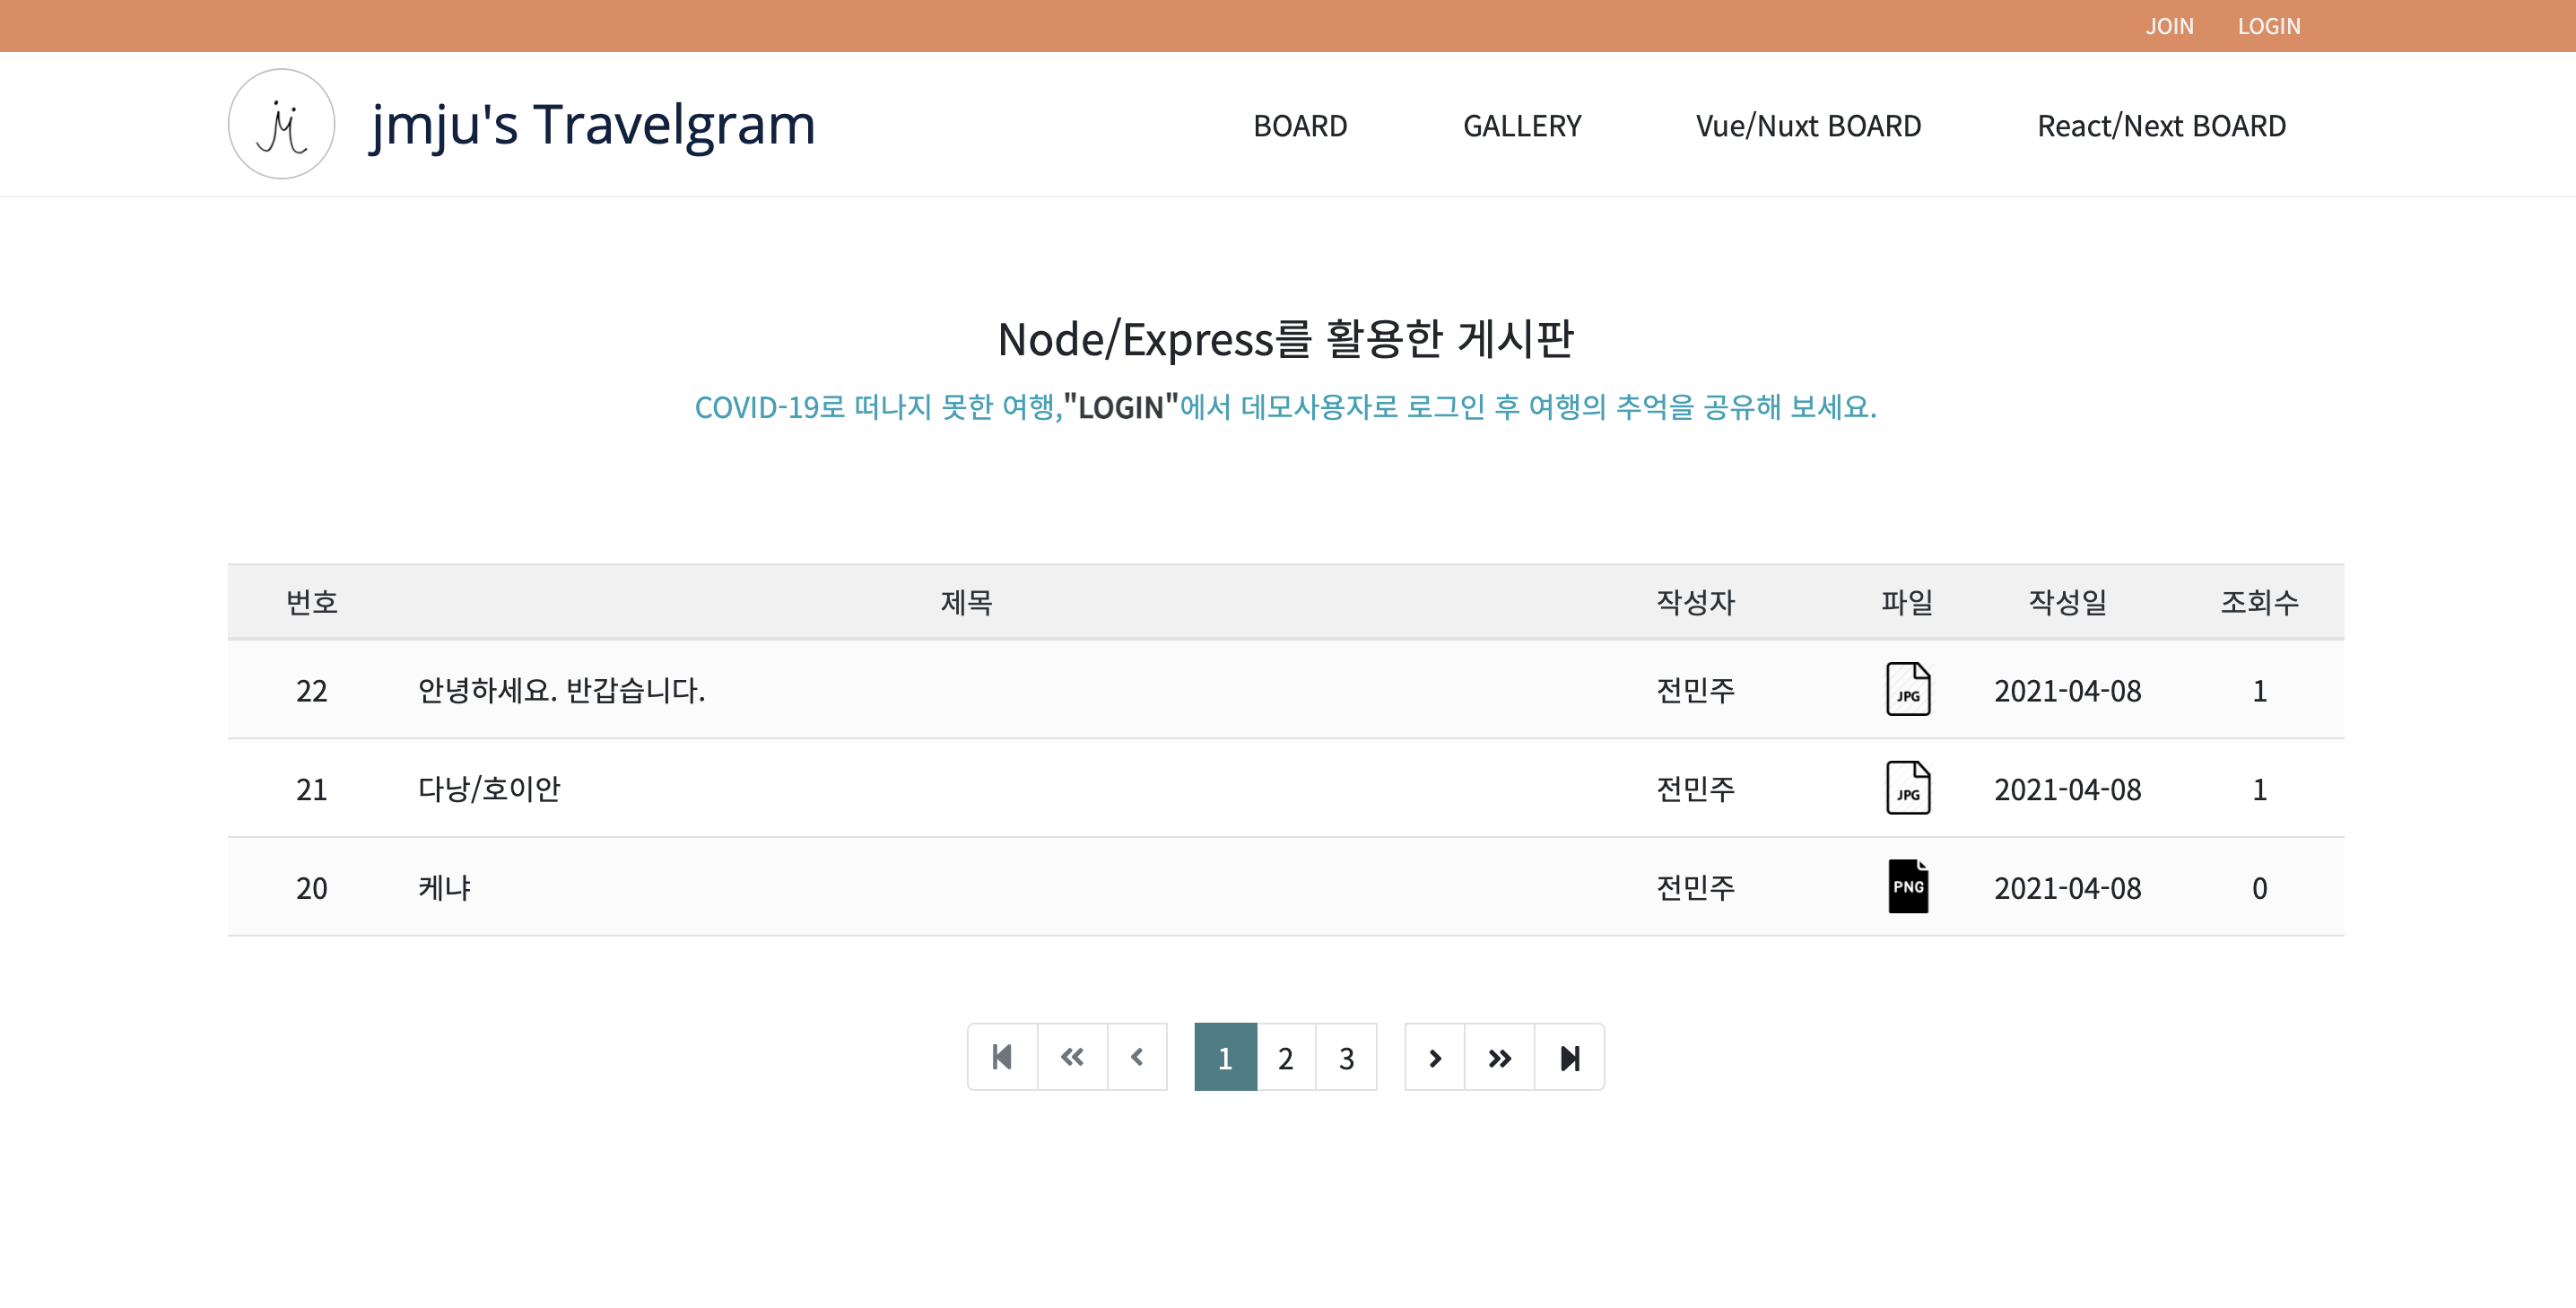 JOIN LOGIN
jmju's Travelgram
BOARD GALLERY Vue/Nuxt BOARD React/Next BOARD
Node/Express를 활용한 게시판
COVID-19로 떠나지 못한 여행,"LOGIN"에서 데모사용자로 로그인 후 여행의 추억을 공유해 보세요.
번호 제목 작성자 파일 작성일 조회수
22 안녕하세요. 반갑습니다. 전민주 JPG 2021-04-08 1
21 다낭/호이안 전민주 JPG 2021-04-08 1
20 케냐 전민주 PNG 2021-04-08 0
1 2 3